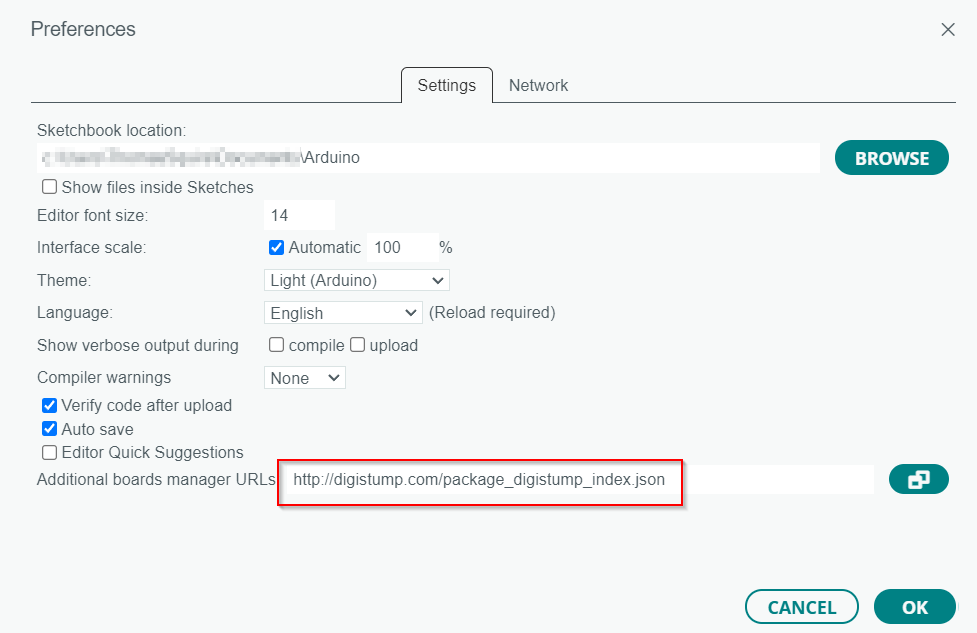 Preferences
Settings Network
Sketchbook location:
\Arduino BROWSE
Show files inside Sketches
Editor font size: 14
Interface scale: Automatic 100 %
Theme: Light (Arduino)
Language: English (Reload required)
Show verbose output during compile upload
Compiler warnings None
Verify code after upload
Auto save
Editor Quick Suggestions
Additional boards manager URLs http://digistump.com/package_digistump_index.json
CANCEL OK